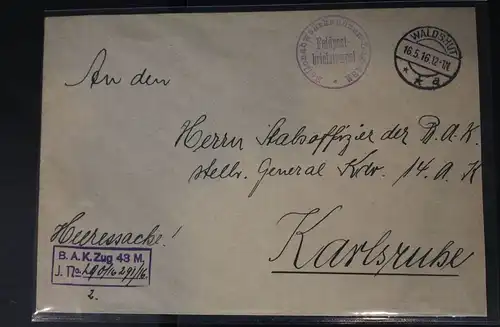 Feldpost
briefstempel
WALDSHUT
16.5.16.12-1N.
* * a
An den
Herrn Stabsoffizier der B.A.K.
stellv. General Kdo. 14. A. K
Heeressache!
Karlsruhe
B. A. K. Zug 43 M.
J. No.
2.